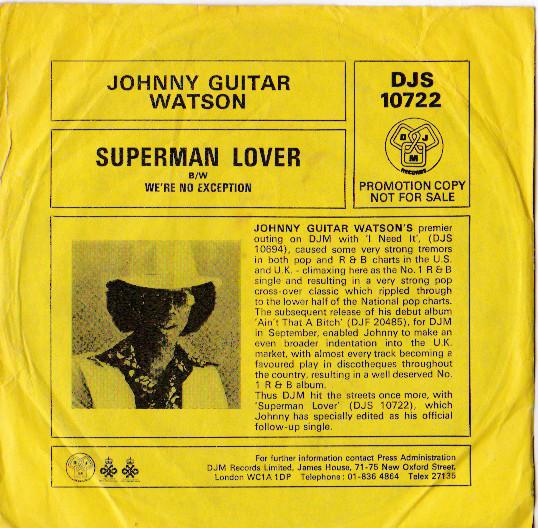 JOHNNY GUITAR
WATSON
DJS
10722
D J
M
RECORDS
PROMOTION COPY
NOT FOR SALE
SUPERMAN LOVER
B/W
WE'RE NO EXCEPTION
JOHNNY GUITAR WATSON'S premier
outing on DJM with 'I Need It', (DJS
10694), caused some very strong tremors
in both pop and R & B charts in the U.S.
and U.K. - climaxing here as the No. 1 R & B
single and resulting in a very strong pop
cross-over classic which rippled through
to the lower half of the National pop charts.
The subsequent release of his debut album
'Ain't That A Bitch' (DJF 20485), for DJM
in September, enabled Johnny to make an
even broader indentation into the U.K.
market, with almost every track becoming a
favoured play in discotheques throughout
the country, resulting in a well deserved No.
1 R & B album.
Thus DJM hit the streets once more, with
'Superman Lover' (DJS 10722), which
Johnny has specially edited as his official
follow-up single.
For further information contact Press Administration
DJM Records Limited, James House, 71-75 New Oxford Street,
London WC1A 1DP Telephone: 01-836 4864 Telex 27135